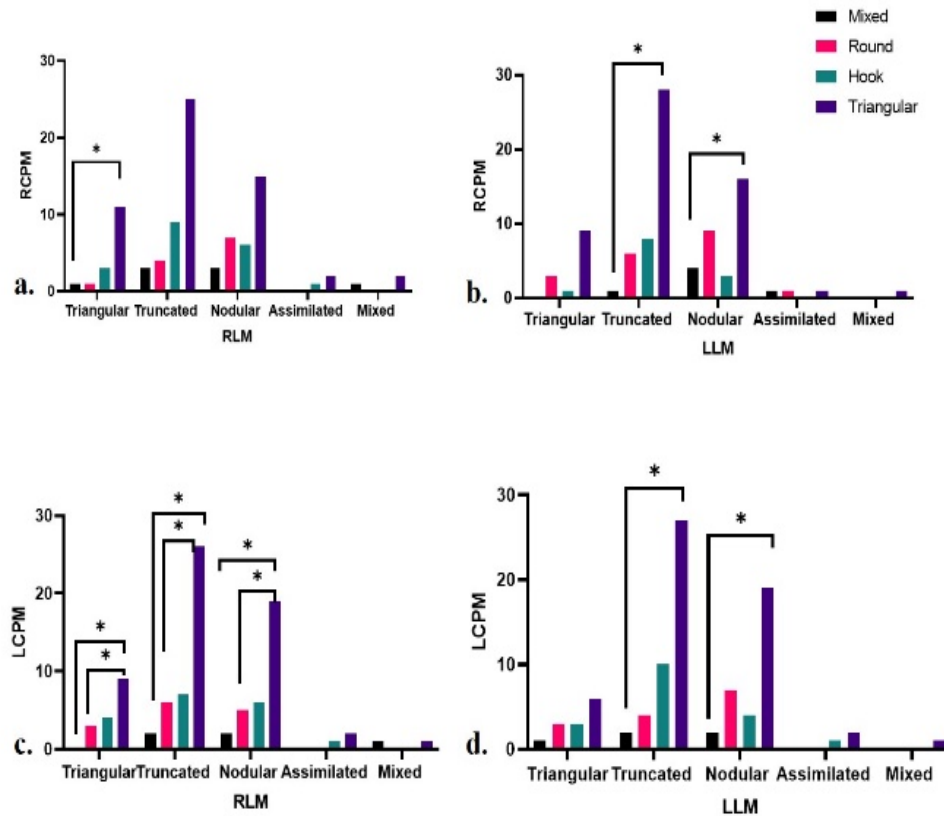 Mixed
Round
Hook
Triangular
30
20
10
0
RCPM
*
Triangular Truncated Nodular Assimilated Mixed
RLM
a.
30
20
10
0
RCPM
*
*
Triangular Truncated Nodular Assimilated Mixed
LLM
b.
30
20
10
0
LCPM
*
*
*
*
*
*
Triangular Truncated Nodular Assimilated Mixed
RLM
c.
30
20
10
0
LCPM
*
*
Triangular Truncated Nodular Assimilated Mixed
LLM
d.